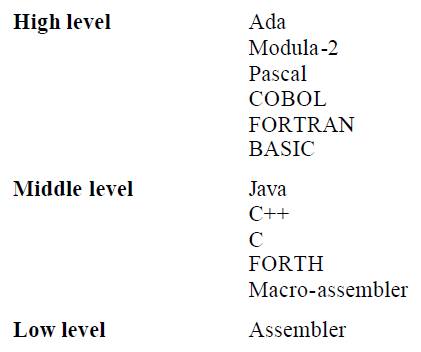 High level Ada
Modula-2
Pascal
COBOL
FORTRAN
BASIC
Middle level Java
C++
C
FORTH
Macro-assembler
Low level Assembler